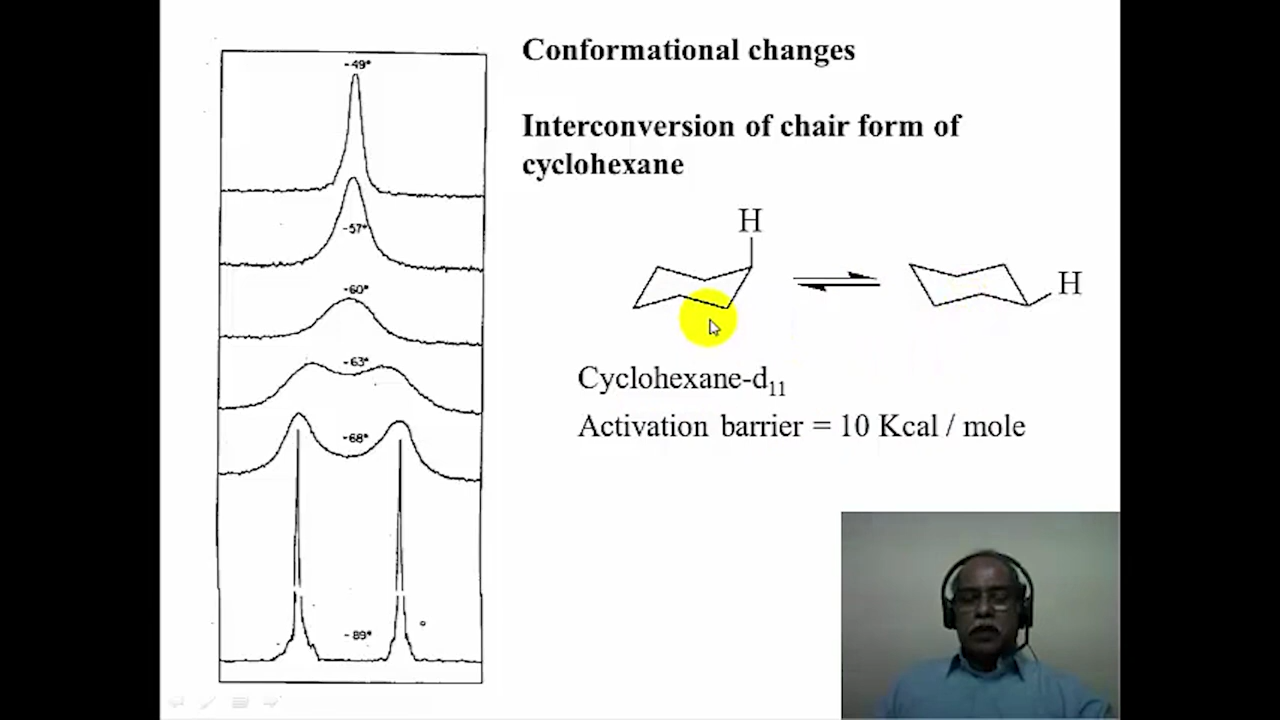 Conformational changes
Interconversion of chair form of
cyclohexane
-49°
-57°
-60°
-63°
-68°
-89°
H
H
Cyclohexane-d₁₁
Activation barrier = 10 Kcal / mole